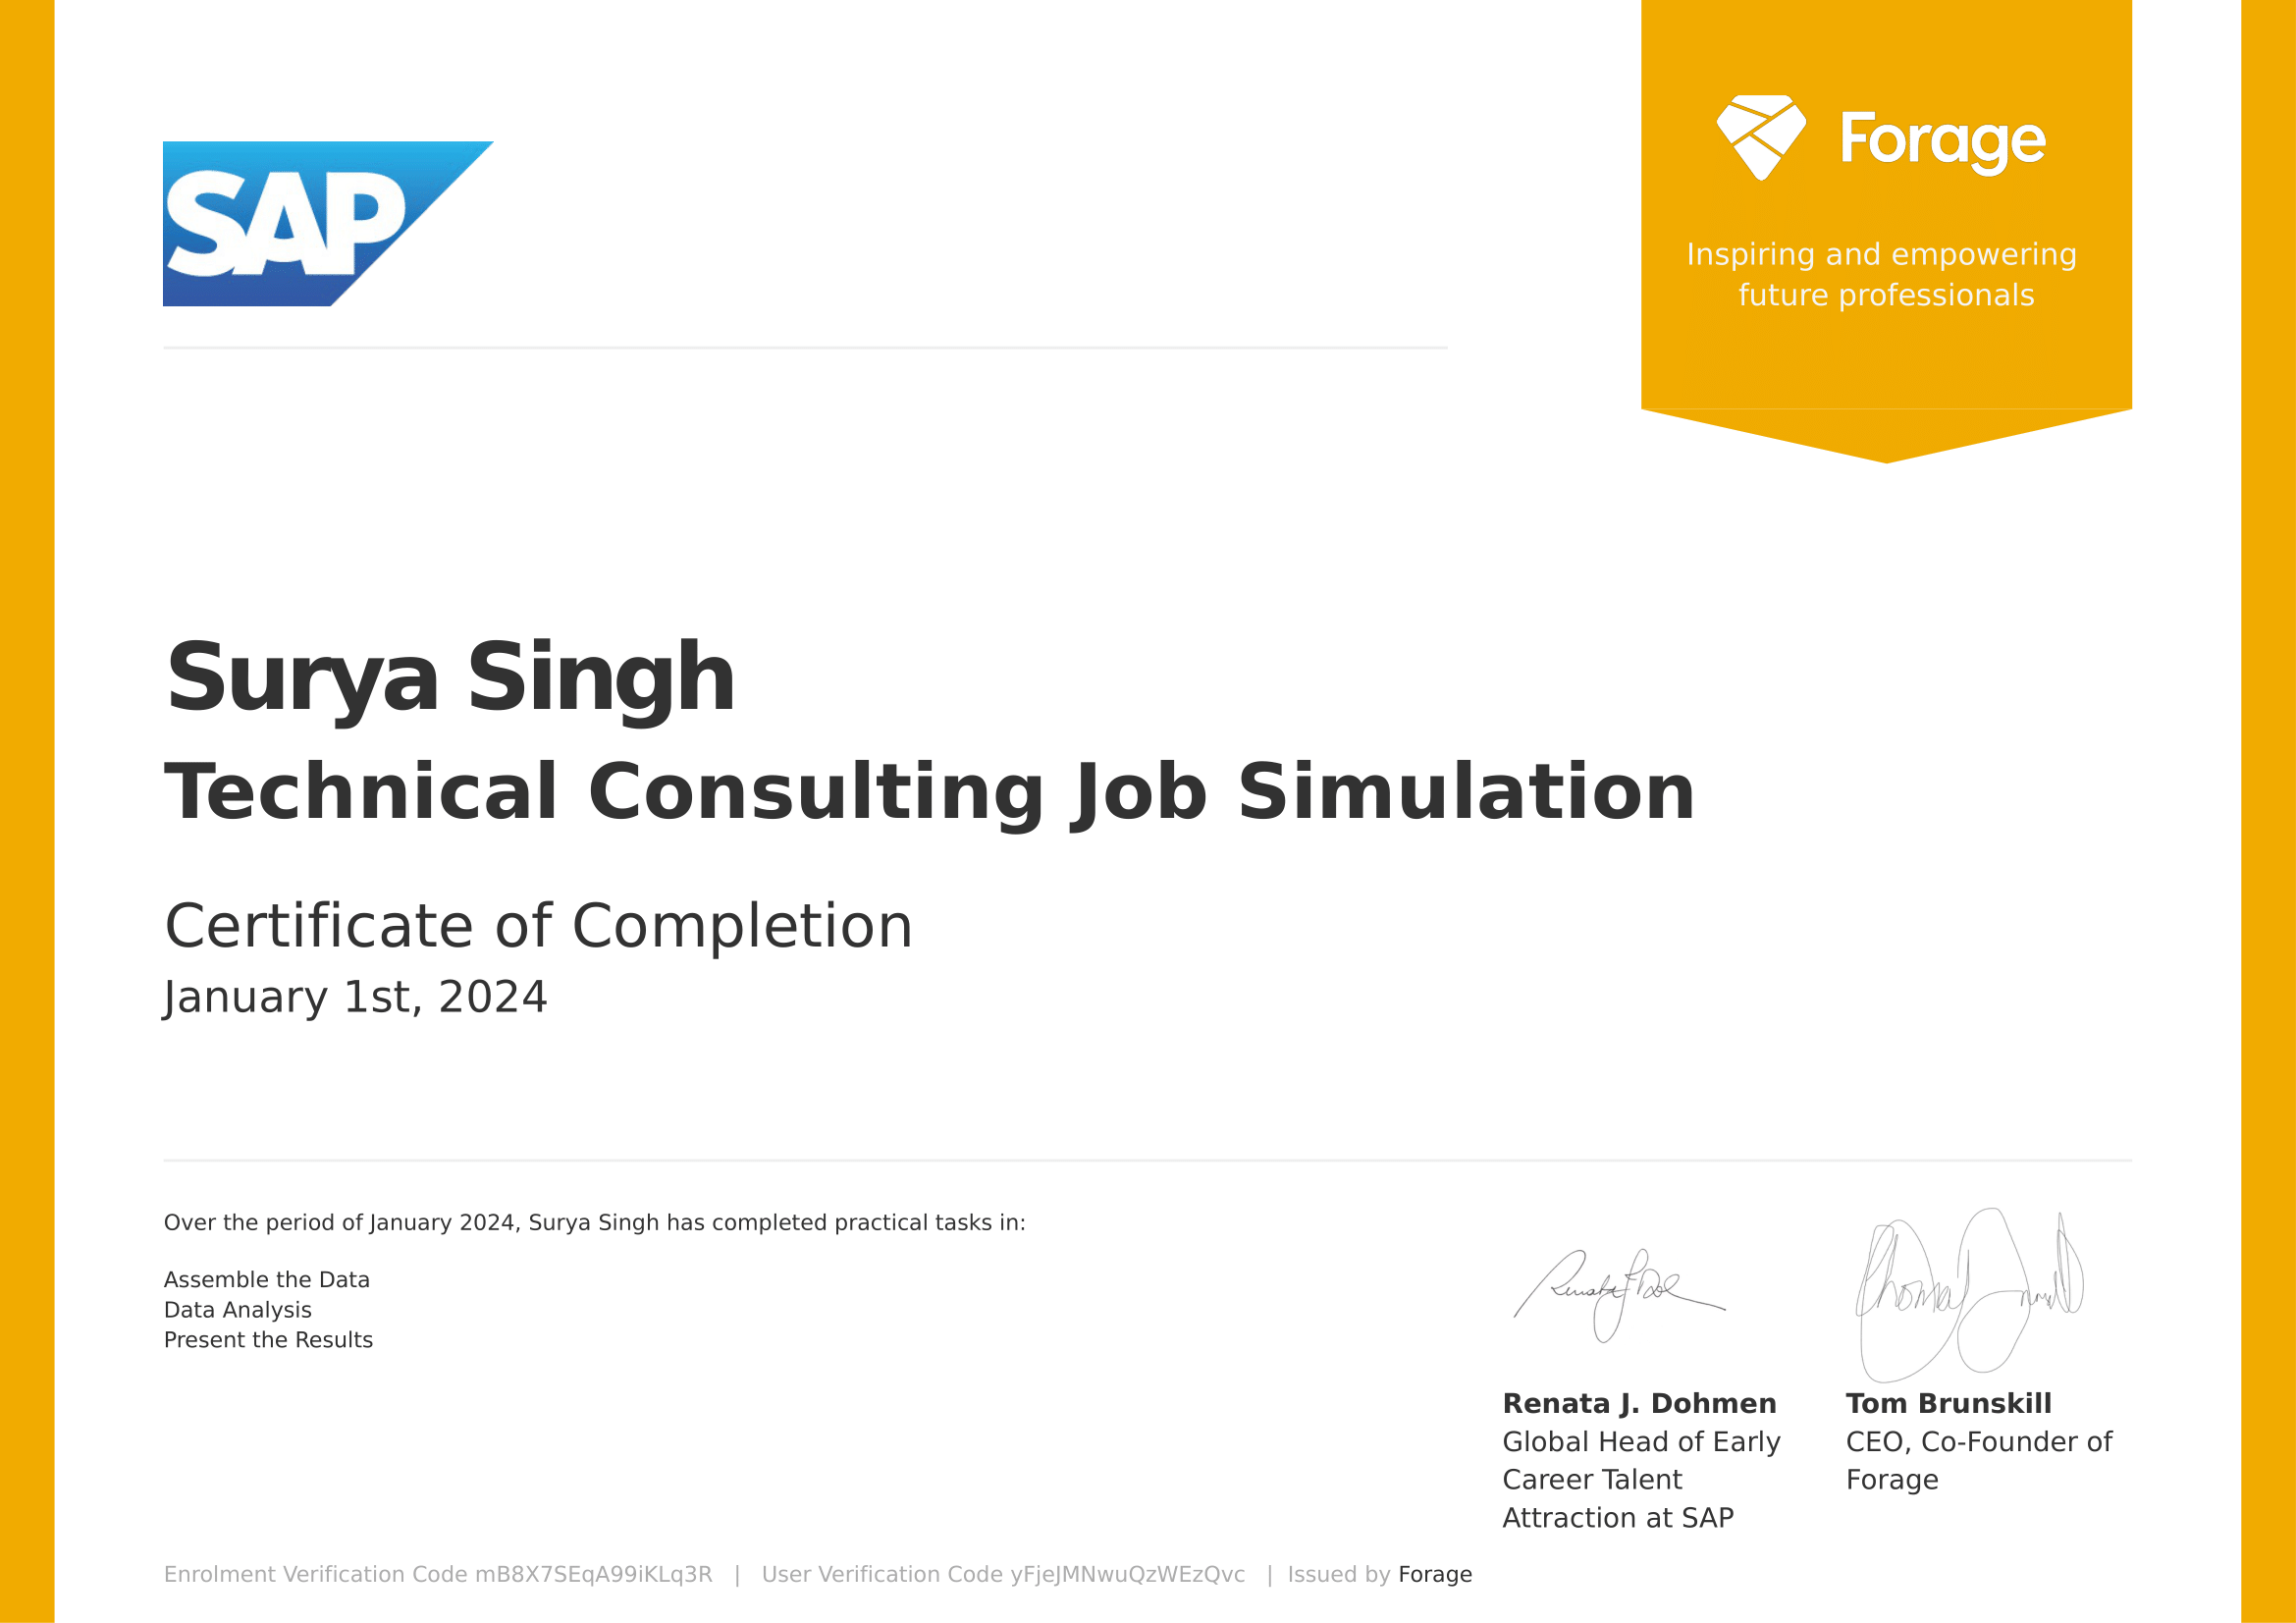 SAP
Forage
Inspiring and empowering
future professionals
Surya Singh
Technical Consulting Job Simulation
Certificate of Completion
January 1st, 2024
Over the period of January 2024, Surya Singh has completed practical tasks in:
Assemble the Data
Data Analysis
Present the Results
Renata J. Dohmen
Global Head of Early
Career Talent
Attraction at SAP
Tom Brunskill
CEO, Co-Founder of
Forage
Enrolment Verification Code mB8X7SEqA99iKLq3R | User Verification Code yFjeJMNwuQzWEzQvc | Issued by Forage